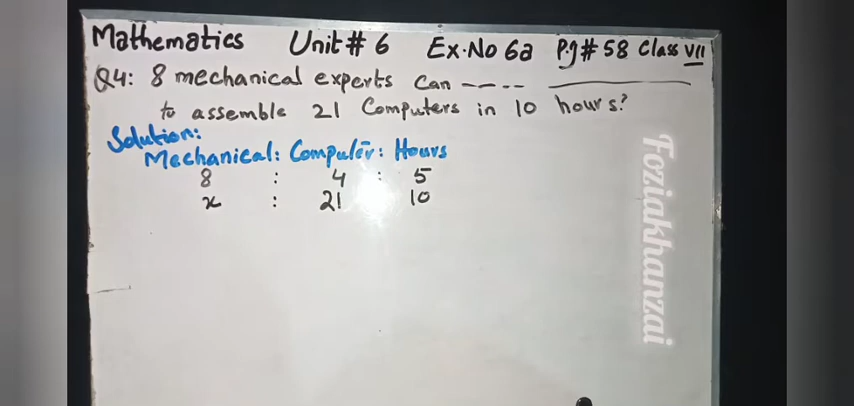 Mathematics Unit # 6 Ex.No 6a Pg # 58 Class VII
Q4: 8 mechanical experts can ----
to assemble 21 Computers in 10 hours?
Solution:
Mechanical: Computer: Hours
8 : 4 : 5
x : 21 10
Foziakhanzai